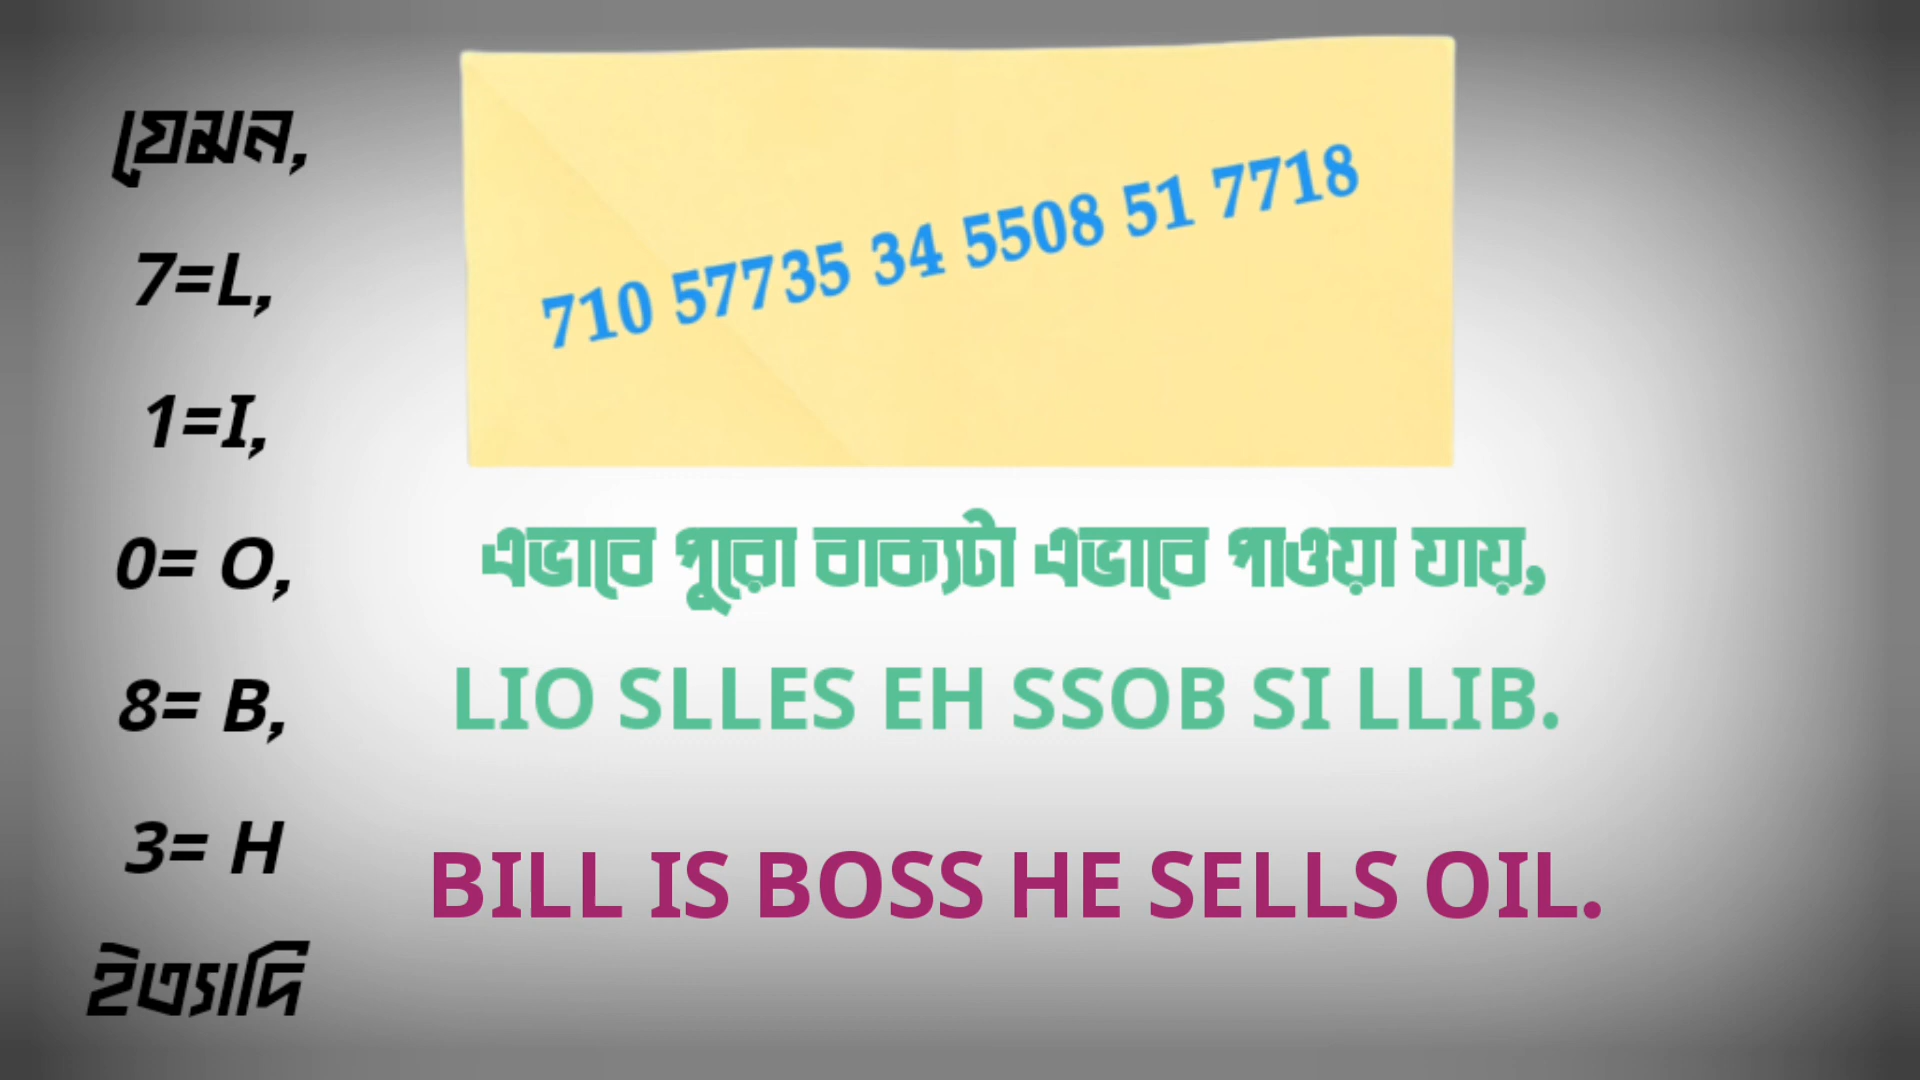 যেমন,
7=L,
1=I,
0= O,
8= B,
3= H
ইত্যাদি
710 57735 34 5508 51 7718
এভাবে পুরো বাক্যটা এভাবে পাওয়া যায়,
LIO SLLES EH SSOB SI LLIB.
BILL IS BOSS HE SELLS OIL.